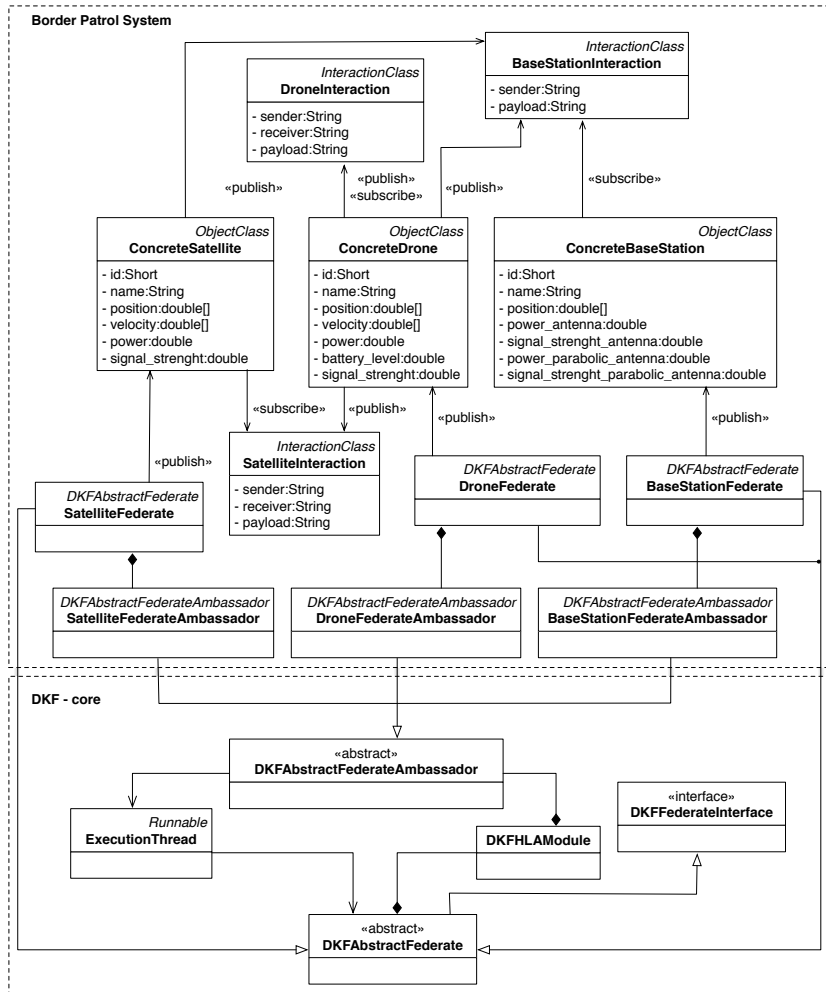 Border Patrol System
InteractionClass
BaseStationInteraction
- sender:String
- payload:String
InteractionClass
DroneInteraction
- sender:String
- receiver:String
- payload:String
«publish»
«publish»
«subscribe»
«publish»
«subscribe»
ObjectClass
ConcreteSatellite
- id:Short
- name:String
- position:double[]
- velocity:double[]
- power:double
- signal_strenght:double
ObjectClass
ConcreteDrone
- id:Short
- name:String
- position:double[]
- velocity:double[]
- power:double
- battery_level:double
- signal_strenght:double
ObjectClass
ConcreteBaseStation
- id:Short
- name:String
- position:double[]
- power_antenna:double
- signal_strenght_antenna:double
- power_parabolic_antenna:double
- signal_strenght_parabolic_antenna:double
«subscribe»
«publish»
«publish»
«publish»
«publish»
InteractionClass
SatelliteInteraction
- sender:String
- receiver:String
- payload:String
DKFAbstractFederate
SatelliteFederate
DKFAbstractFederate
DroneFederate
DKFAbstractFederate
BaseStationFederate
DKFAbstractFederateAmbassador
SatelliteFederateAmbassador
DKFAbstractFederateAmbassador
DroneFederateAmbassador
DKFAbstractFederateAmbassador
BaseStationFederateAmbassador
DKF - core
«abstract»
DKFAbstractFederateAmbassador
Runnable
ExecutionThread
DKFHLAModule
«interface»
DKFFederateInterface
«abstract»
DKFAbstractFederate